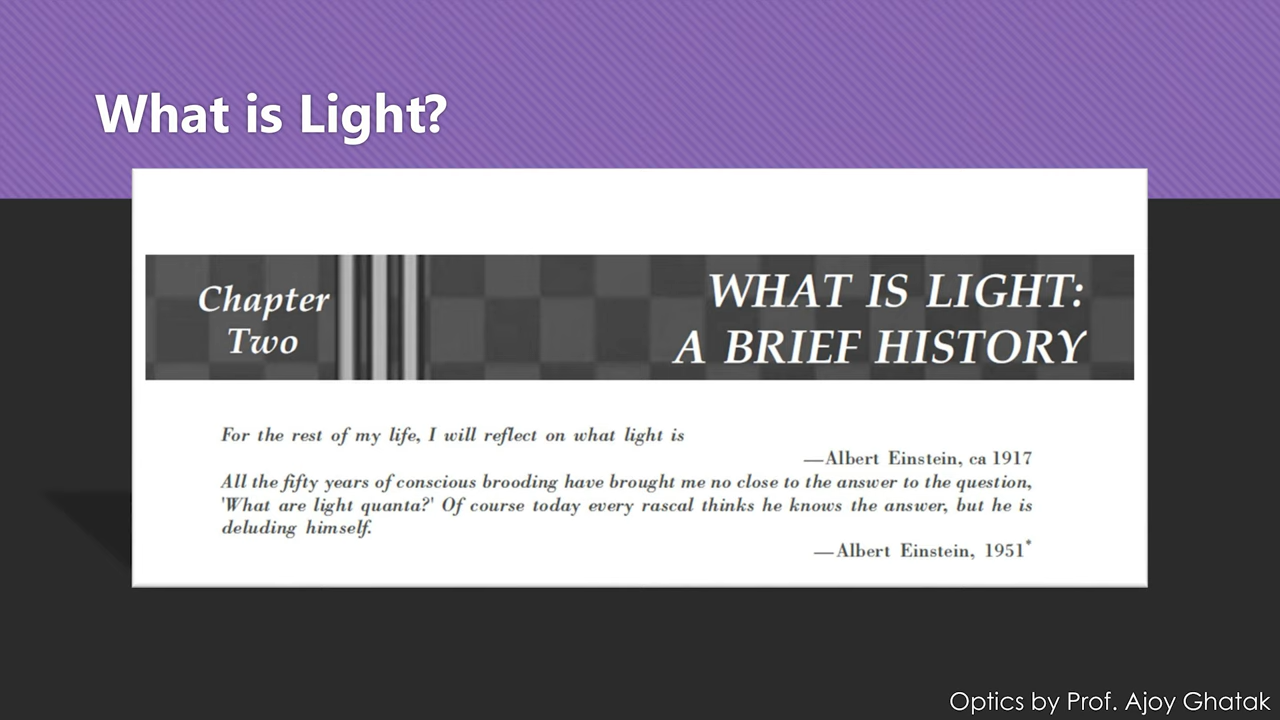 What is Light?
Chapter
Two
WHAT IS LIGHT:
A BRIEF HISTORY
For the rest of my life, I will reflect on what light is
—Albert Einstein, ca 1917
All the fifty years of conscious brooding have brought me no close to the answer to the question,
'What are light quanta?' Of course today every rascal thinks he knows the answer, but he is
deluding himself.
—Albert Einstein, 1951*
Optics by Prof. Ajoy Ghatak